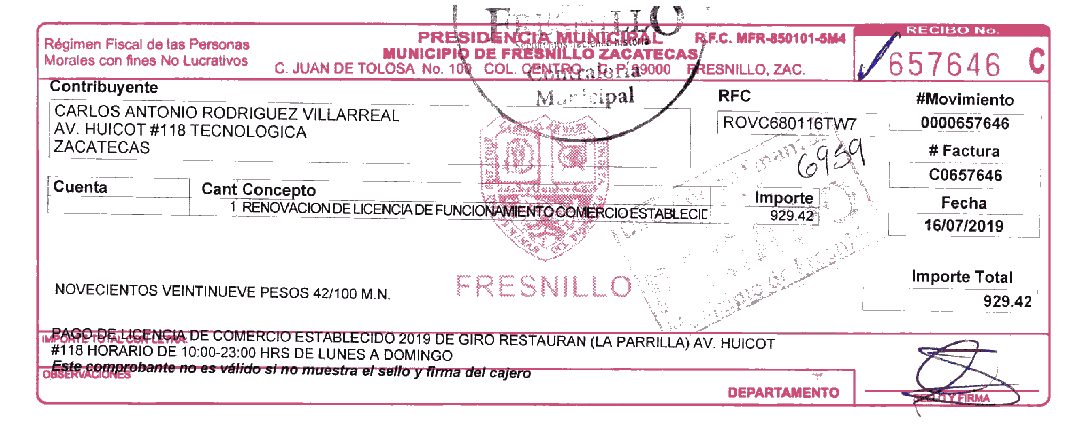 FRESNILLO
Régimen Fiscal de las Personas
Morales con fines No Lucrativos
PRESIDENCIA MUNICIPAL
MUNICIPIO DE FRESNILLO ZACATECAS
C. JUAN DE TOLOSA No. 100 COL. CENTRO C. P. 99000 FRESNILLO, ZAC.
R.F.C. MFR-850101-5M4
RECIBO No.
657646 C
Contraloría
Municipal
Contribuyente
CARLOS ANTONIO RODRIGUEZ VILLARREAL
AV. HUICOT #118 TECNOLOGICA
ZACATECAS
RFC
ROVC680116TW7
6959
#Movimiento
0000657646
# Factura
C0657646
Fecha
16/07/2019
Cuenta
Cant Concepto
Importe
1 RENOVACION DE LICENCIA DE FUNCIONAMIENTO COMERCIO ESTABLECID
929.42
FRESNILLO
Importe Total
929.42
NOVECIENTOS VEINTINUEVE PESOS 42/100 M.N.
IMPORTE TOTAL CON LETRA
PAGO DE LICENCIA DE COMERCIO ESTABLECIDO 2019 DE GIRO RESTAURAN (LA PARRILLA) AV. HUICOT
#118 HORARIO DE 10:00-23:00 HRS DE LUNES A DOMINGO
Este comprobante no es válido si no muestra el sello y firma del cajero
OBSERVACIONES
DEPARTAMENTO
SELLO Y FIRMA